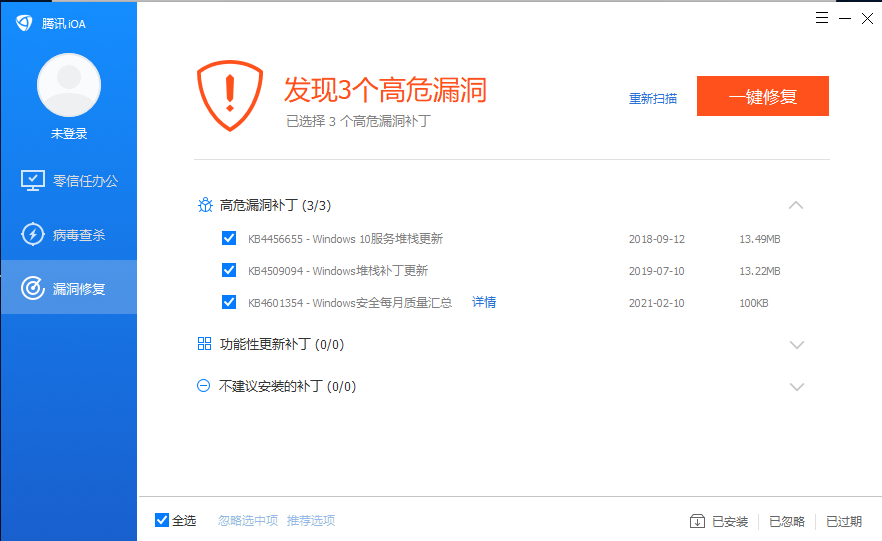 腾讯iOA
未登录
零信任办公
病毒查杀
漏洞修复
发现3个高危漏洞
已选择 3 个高危漏洞补丁
重新扫描
一键修复
高危漏洞补丁 (3/3)
KB4456655 - Windows 10服务堆栈更新 2018-09-12 13.49MB
KB4509094 - Windows堆栈补丁更新 2019-07-10 13.22MB
KB4601354 - Windows安全每月质量汇总 详情 2021-02-10 100KB
功能性更新补丁 (0/0)
不建议安装的补丁 (0/0)
全选 忽略选中项 推荐选项 已安装 已忽略 已过期